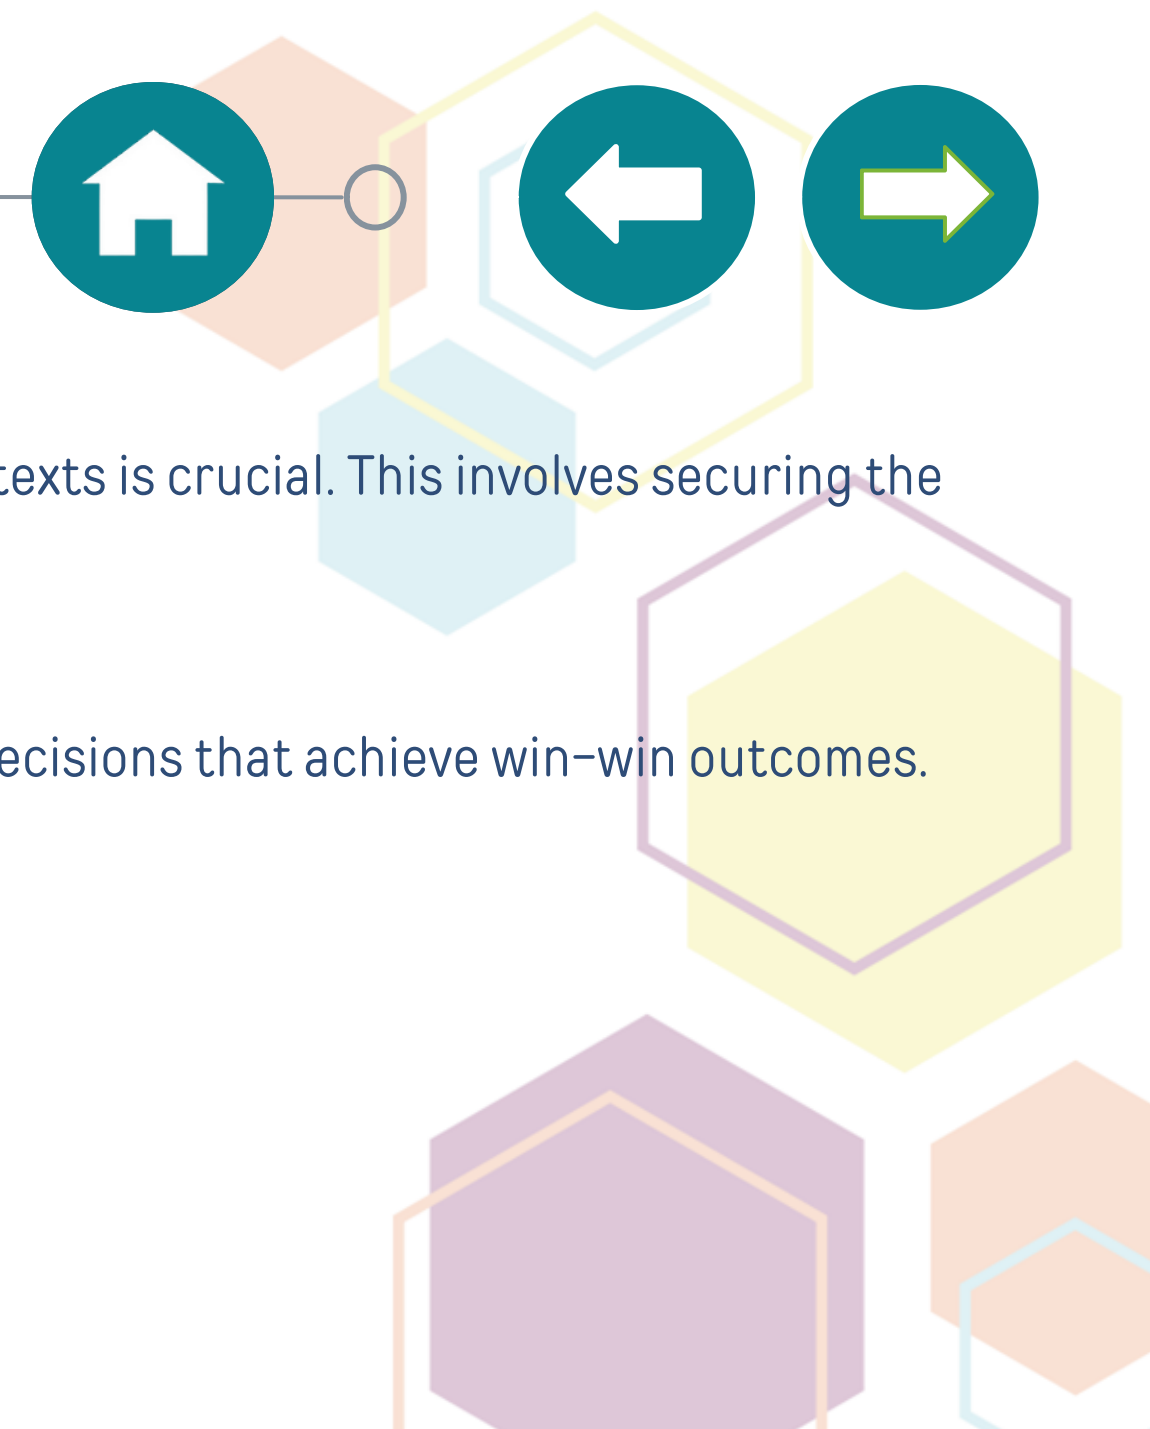 texts is crucial. This involves securing the
ecisions that achieve win-win outcomes.